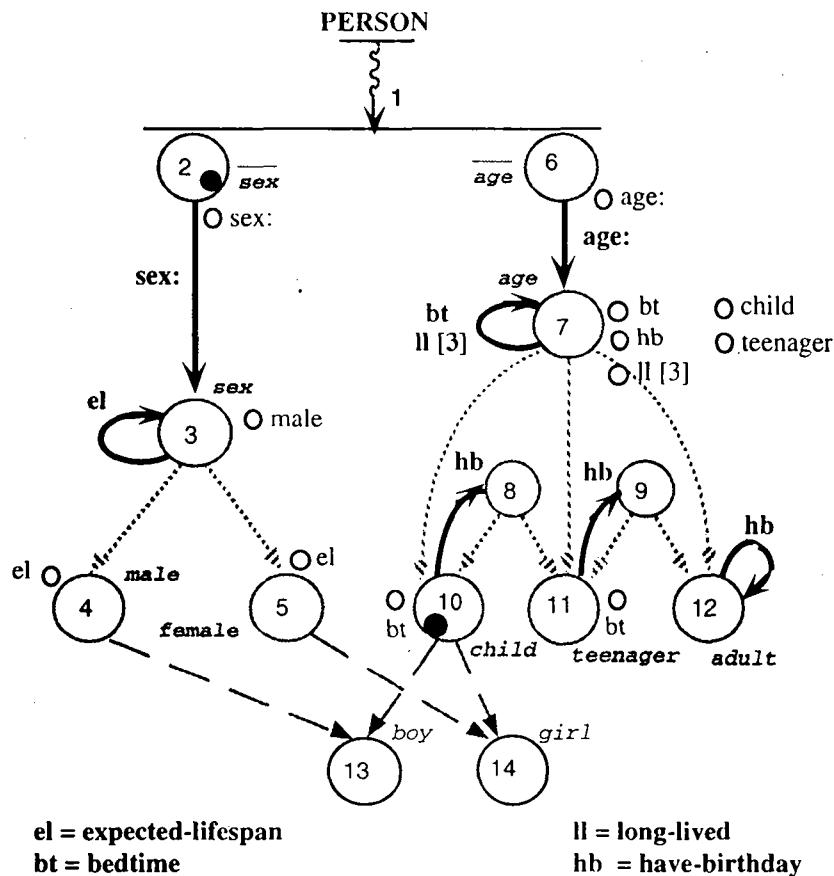 PERSON
1
2
sex
6
age
sex:
age:
sex:
age:
age
bt
ll [3]
7
bt
hb
ll [3]
child
teenager
sex
el
3
male
hb
8
hb
9
hb
el
male
4
el
5
female
10
bt
child
11
bt
teenager
12
adult
boy
13
girl
14
el = expected-lifespan
bt = bedtime
ll = long-lived
hb = have-birthday